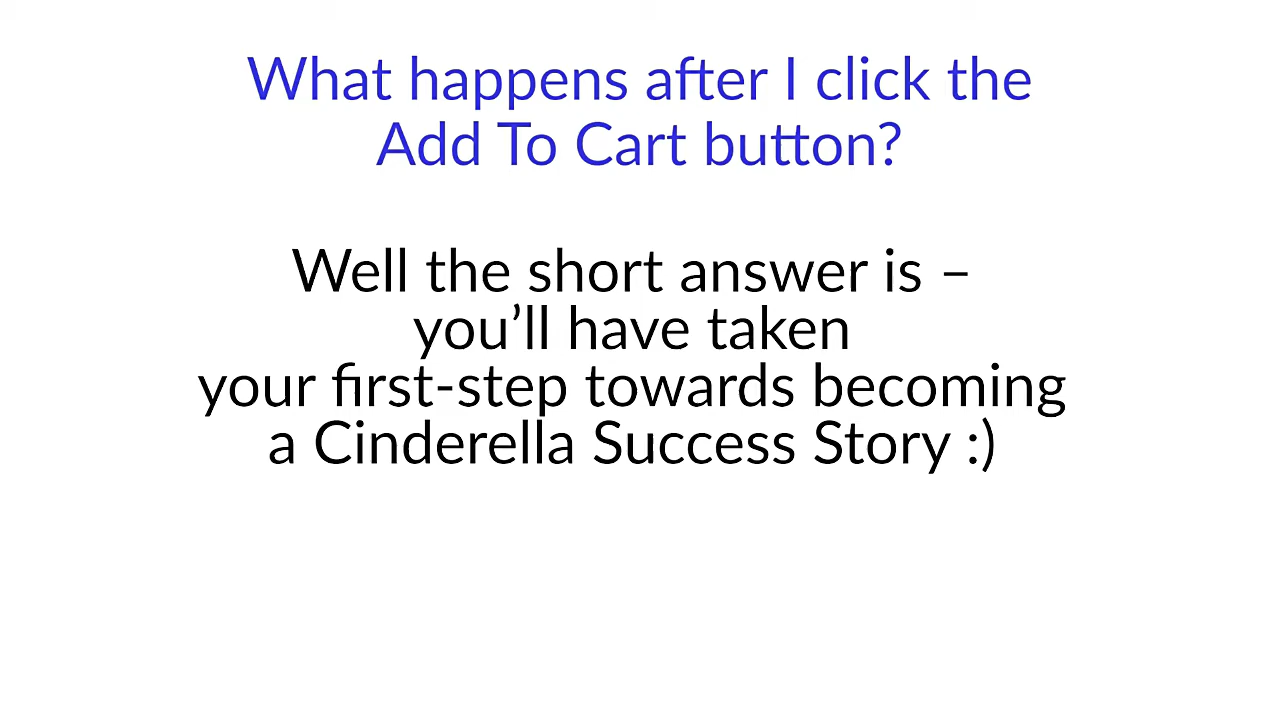 What happens after I click the
Add To Cart button?
Well the short answer is –
you’ll have taken
your first-step towards becoming
a Cinderella Success Story :)